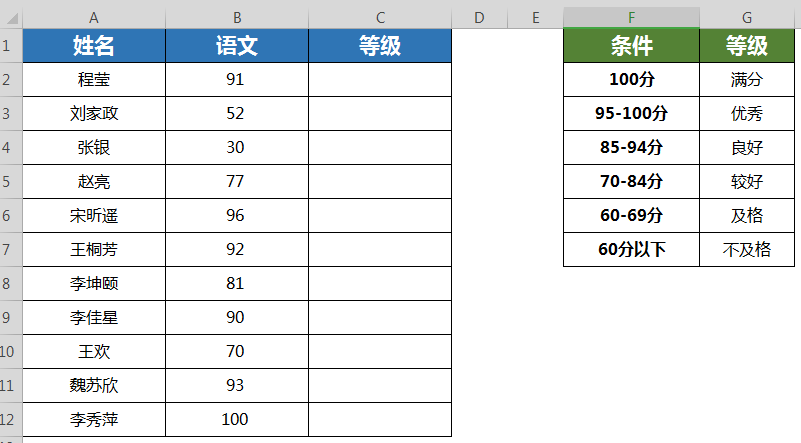 A B C D E F G
1 姓名 语文 等级 条件 等级
2 程莹 91 100分 满分
3 刘家政 52 95-100分 优秀
4 张银 30 85-94分 良好
5 赵亮 77 70-84分 较好
6 宋昕遥 96 60-69分 及格
7 王桐芳 92 60分以下 不及格
8 李坤颐 81
9 李佳星 90
10 王欢 70
11 魏苏欣 93
12 李秀萍 100